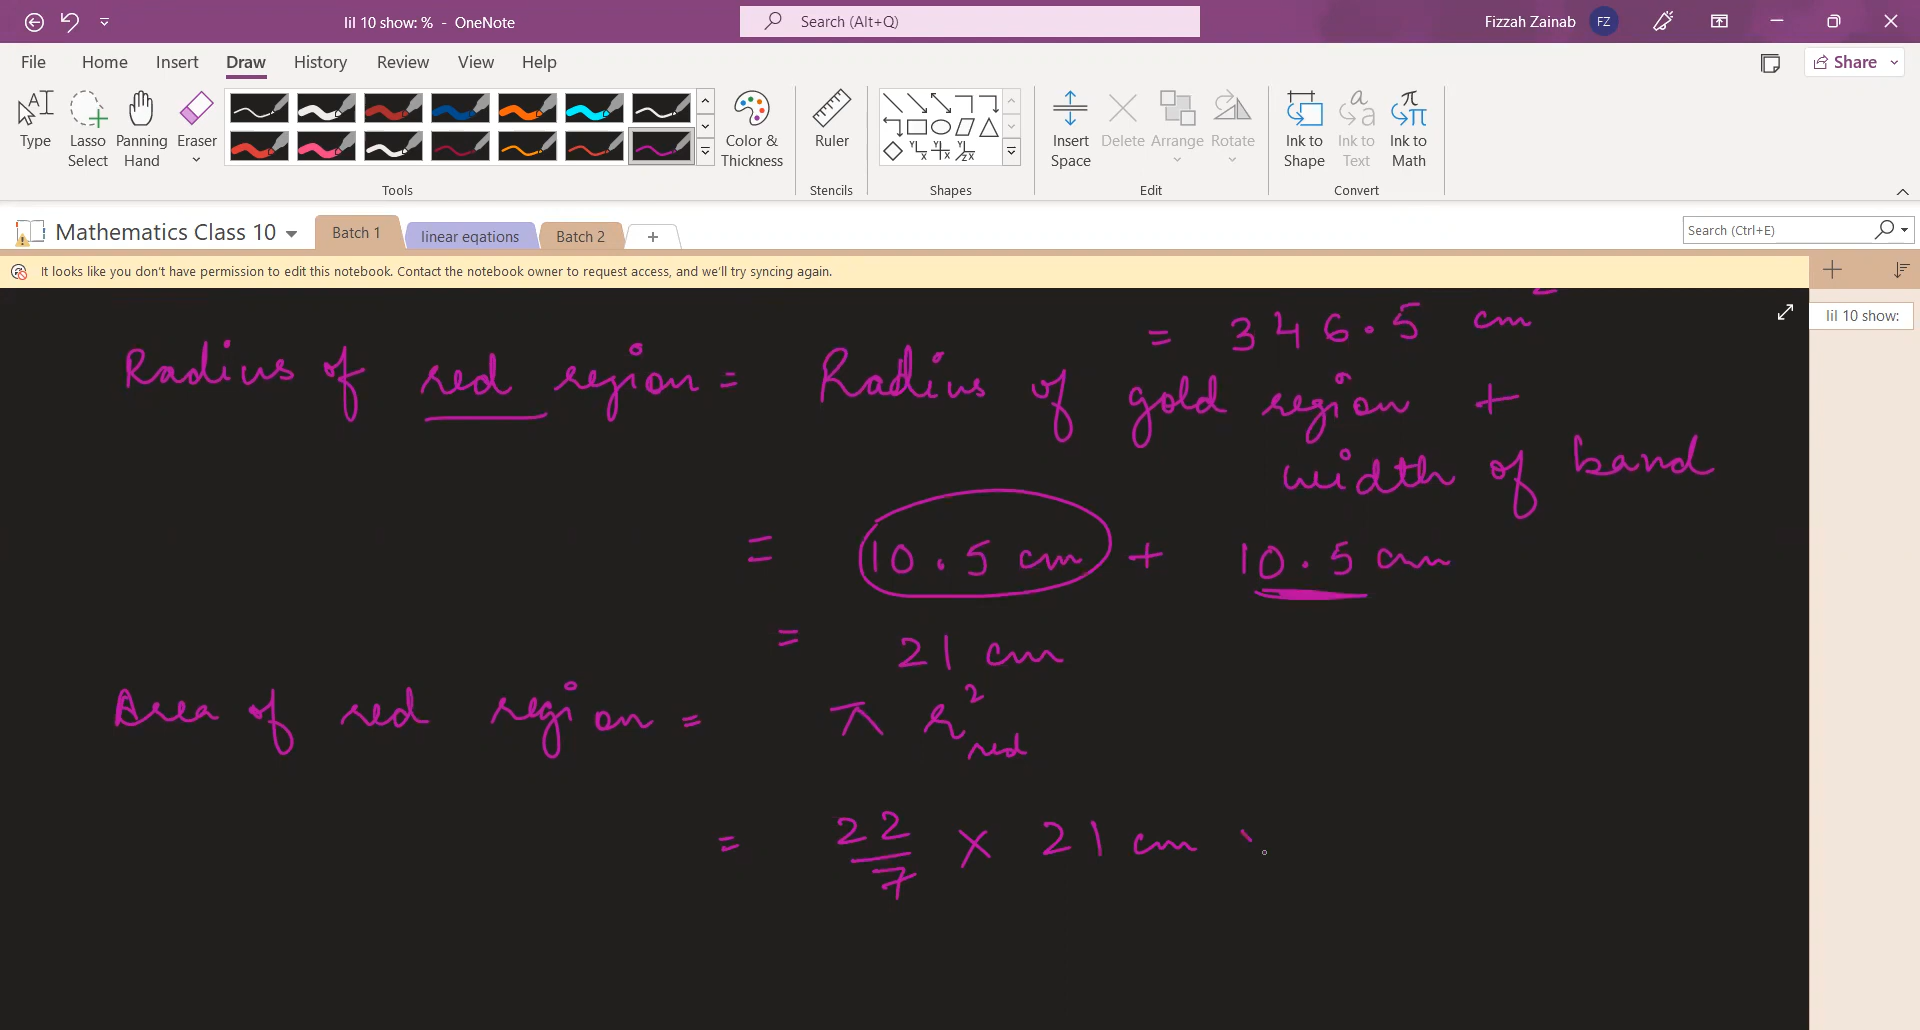 lil 10 show: % - OneNote
Search (Alt+Q)
Fizzah Zainab FZ
File Home Insert Draw History Review View Help
Share
Type
Lasso Select
Panning Hand
Eraser
Color & Thickness
Ruler
Insert Space
Delete
Arrange
Rotate
Ink to Shape
Ink to Text
Ink to Math
Tools Stencils Shapes Edit Convert
Mathematics Class 10 Batch 1 linear eqations Batch 2
Search (Ctrl+E)
It looks like you don't have permission to edit this notebook. Contact the notebook owner to request access, and we'll try syncing again.
lil 10 show:
= 346.5 cm²
Radius of red region = Radius of gold region +
width of band
= 10.5 cm + 10.5 cm
= 21 cm
Area of red region = π r²red
= 22/7 × 21 cm